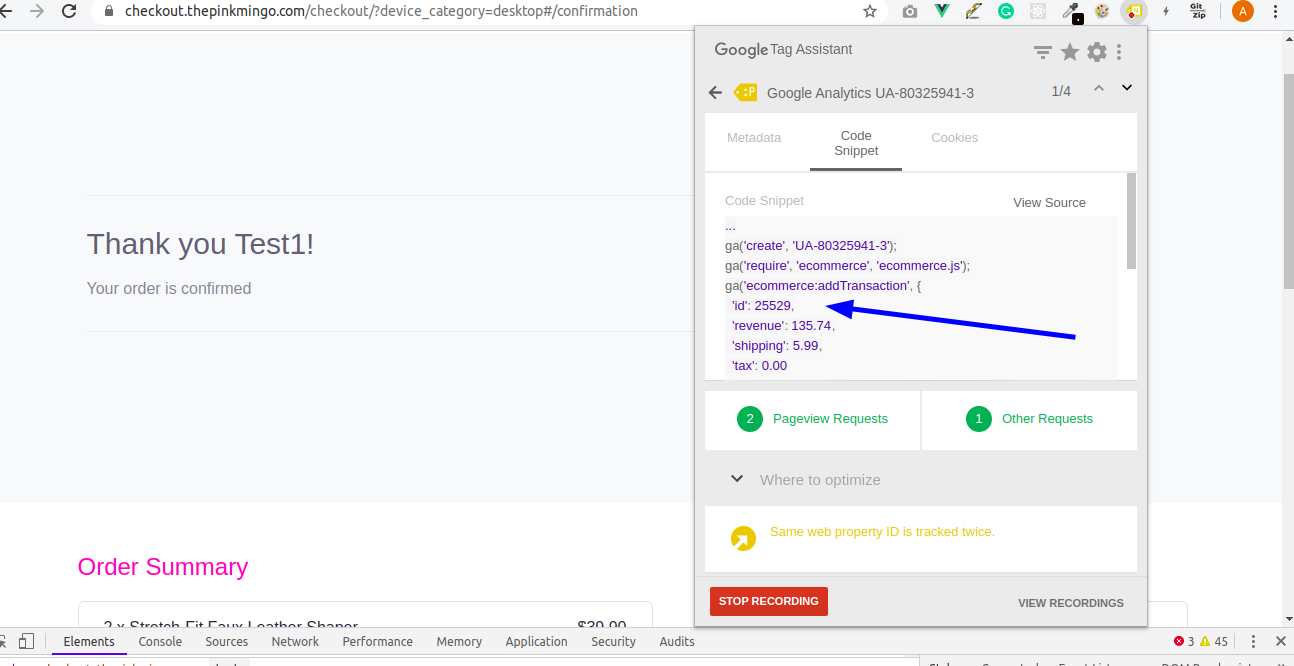 checkout.thepinkmingo.com/checkout/?device_category=desktop#/confirmation
Git
Zip
A
Thank you Test1!
Your order is confirmed
Order Summary
2 x Stretch-Fit Faux Leather Shaper $39.90
Google Tag Assistant
:P Google Analytics UA-80325941-3 1/4
Metadata
Code
Snippet
Cookies
Code Snippet View Source
...
ga('create', 'UA-80325941-3');
ga('require', 'ecommerce', 'ecommerce.js');
ga('ecommerce:addTransaction', {
'id': 25529,
'revenue': 135.74,
'shipping': 5.99,
'tax': 0.00
2 Pageview Requests 1 Other Requests
Where to optimize
Same web property ID is tracked twice.
STOP RECORDING VIEW RECORDINGS
Elements Console Sources Network Performance Memory Application Security Audits 3 45